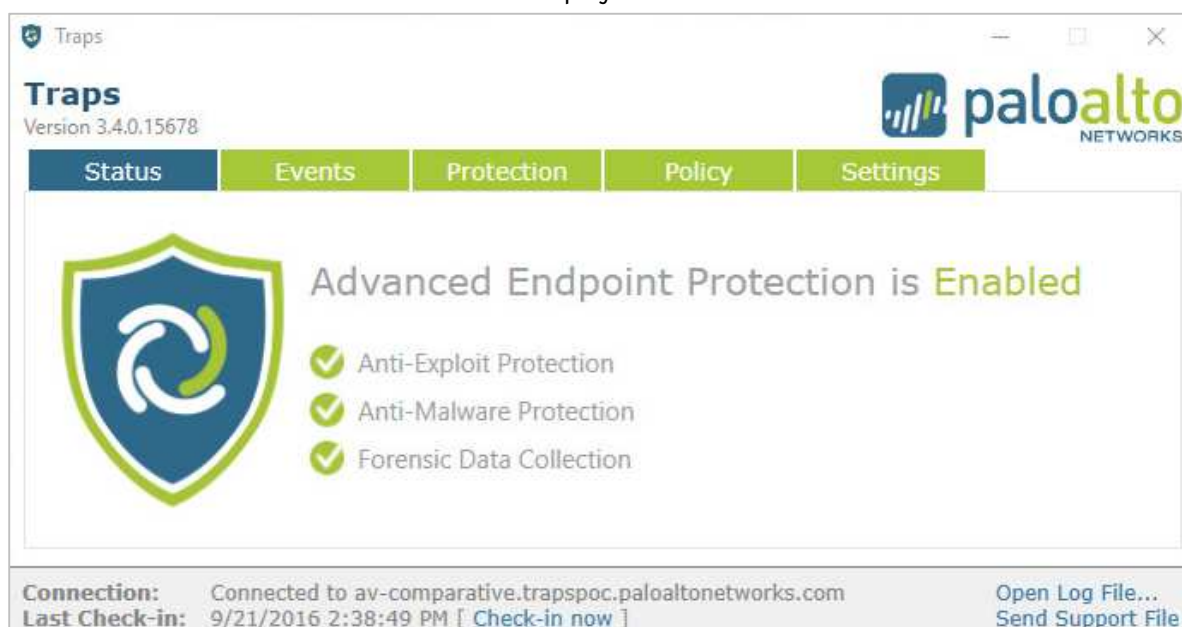 Traps
Traps
Version 3.4.0.15678
paloalto
NETWORKS
Status Events Protection Policy Settings
Advanced Endpoint Protection is Enabled
Anti-Exploit Protection
Anti-Malware Protection
Forensic Data Collection
Connection: Connected to av-comparative.trapspoc.paloaltonetworks.com Open Log File...
Last Check-in: 9/21/2016 2:38:49 PM [ Check-in now ] Send Support File